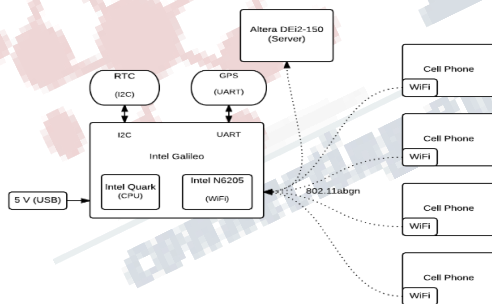 Altera DEi2-150
(Server)
RTC
(I2C)
GPS
(UART)
I2C
UART
Intel Galileo
Intel Quark
(CPU)
Intel N6205
(WiFi)
5 V (USB)
802.11abgn
Cell Phone
WiFi
Cell Phone
WiFi
Cell Phone
WiFi
Cell Phone
WiFi